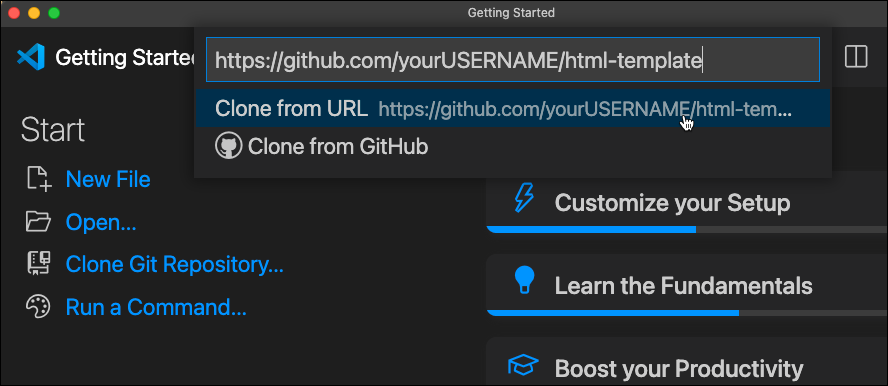 Getting Started
Getting Started
https://github.com/yourUSERNAME/html-template
Clone from URL https://github.com/yourUSERNAME/html-tem...
Clone from GitHub
Start
New File
Open...
Clone Git Repository...
Run a Command...
Customize your Setup
Learn the Fundamentals
Boost your Productivity